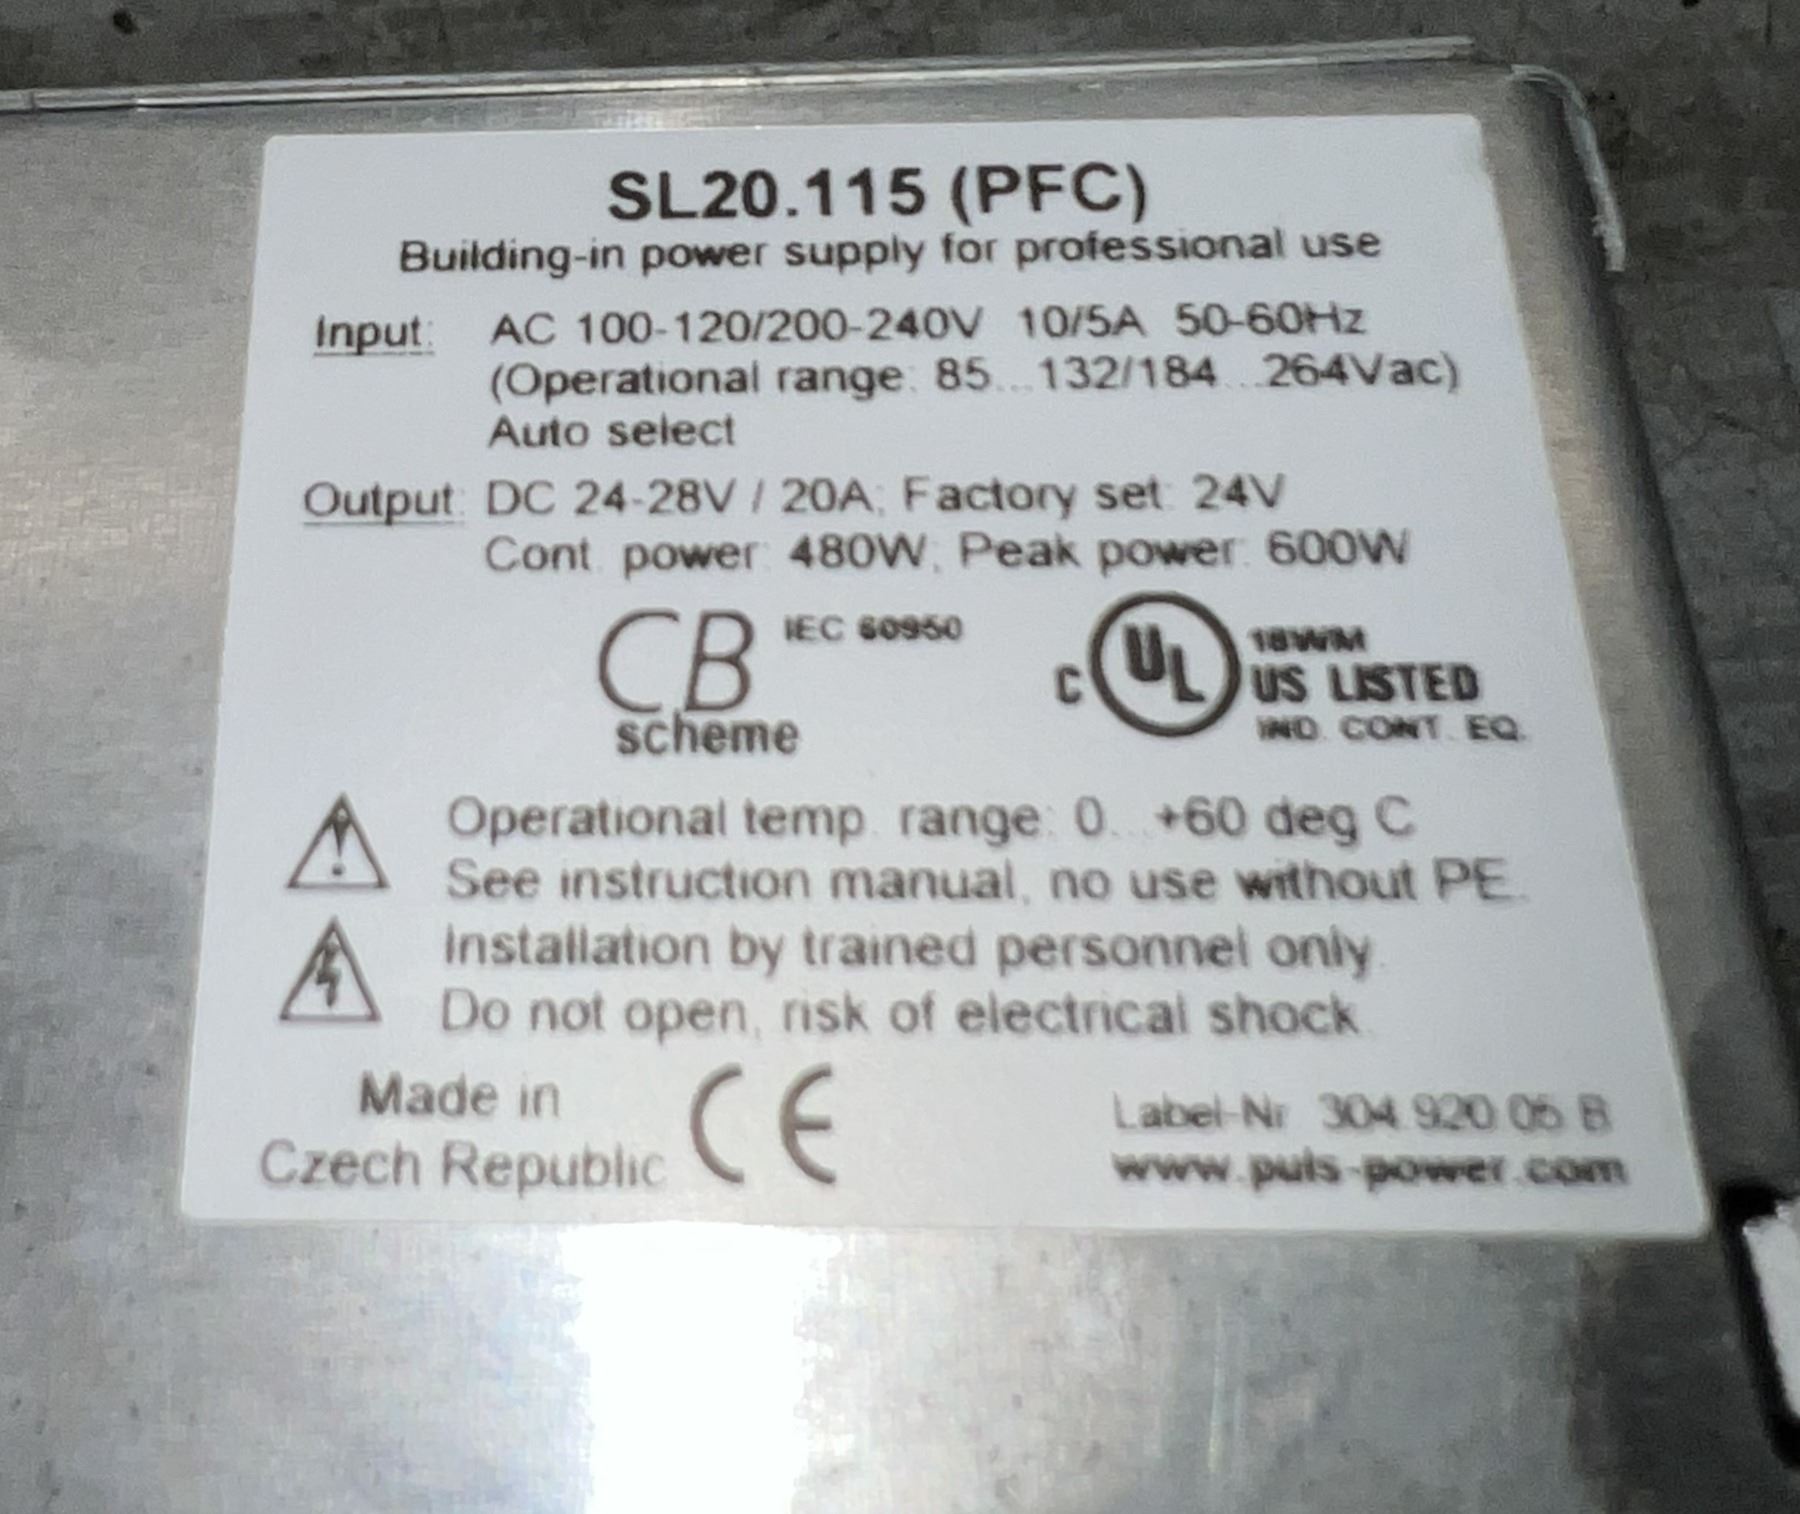 SL20.115 (PFC)
Building-in power supply for professional use
Input: AC 100-120/200-240V 10/5A 50-60Hz
(Operational range: 85...132/184...264Vac)
Auto select
Output: DC 24-28V / 20A; Factory set: 24V
Cont. power: 480W; Peak power: 600W
CB scheme IEC 60950
C UL US LISTED 18WM
IND. CONT. EQ.
Operational temp. range: 0...+60 deg C
See instruction manual, no use without PE.
Installation by trained personnel only.
Do not open, risk of electrical shock.
Made in
Czech Republic
CE
Label-Nr. 304.920.05 B
www.puls-power.com